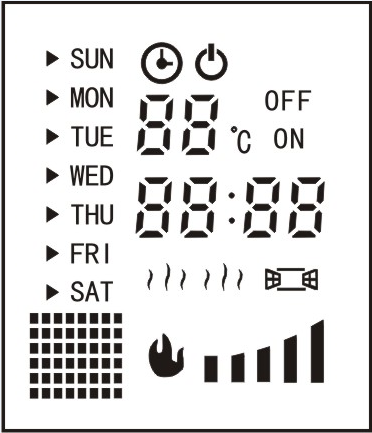 SUN
MON
TUE
WED
THU
FRI
SAT
88 °C
OFF
ON
88:88